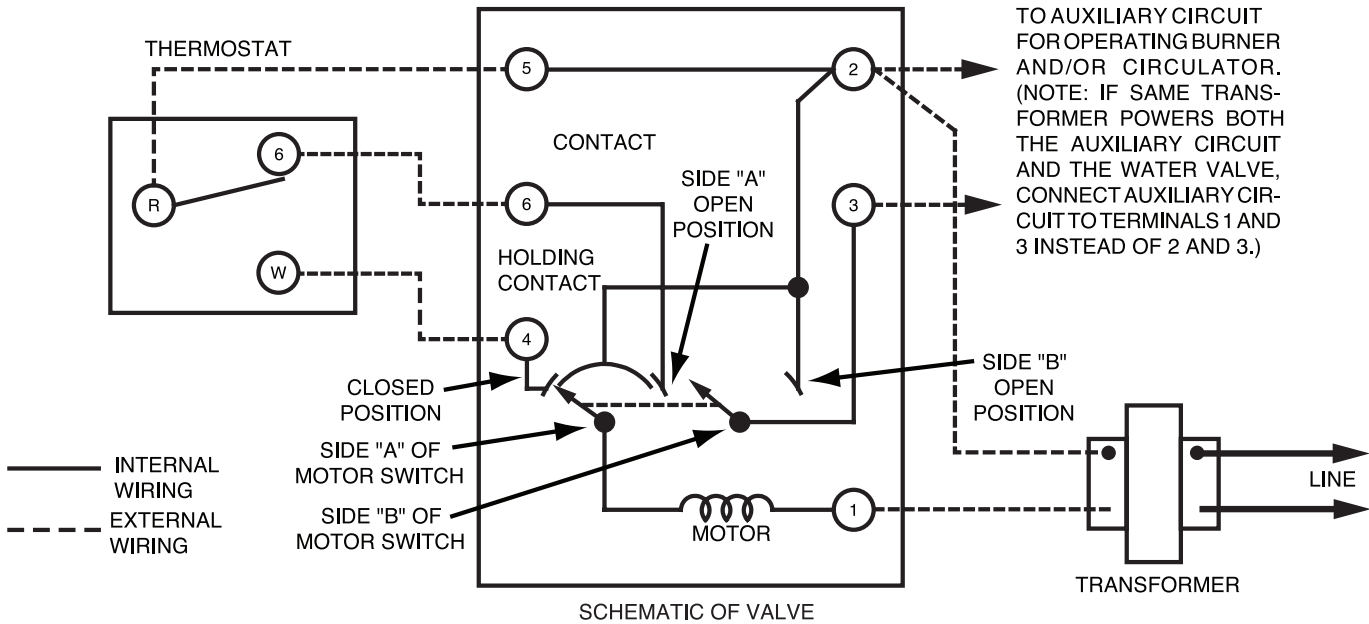 THERMOSTAT
R
6
W
5
2
CONTACT
6
3
SIDE "A"
OPEN
POSITION
HOLDING
CONTACT
4
TO AUXILIARY CIRCUIT
FOR OPERATING BURNER
AND/OR CIRCULATOR.
(NOTE: IF SAME TRANS-
FORMER POWERS BOTH
THE AUXILIARY CIRCUIT
AND THE WATER VALVE,
CONNECT AUXILIARY CIR-
CUIT TO TERMINALS 1 AND
3 INSTEAD OF 2 AND 3.)
CLOSED
POSITION
SIDE "B"
OPEN
POSITION
SIDE "A" OF
MOTOR SWITCH
SIDE "B" OF
MOTOR SWITCH
MOTOR
1
INTERNAL
WIRING
EXTERNAL
WIRING
LINE
TRANSFORMER
SCHEMATIC OF VALVE